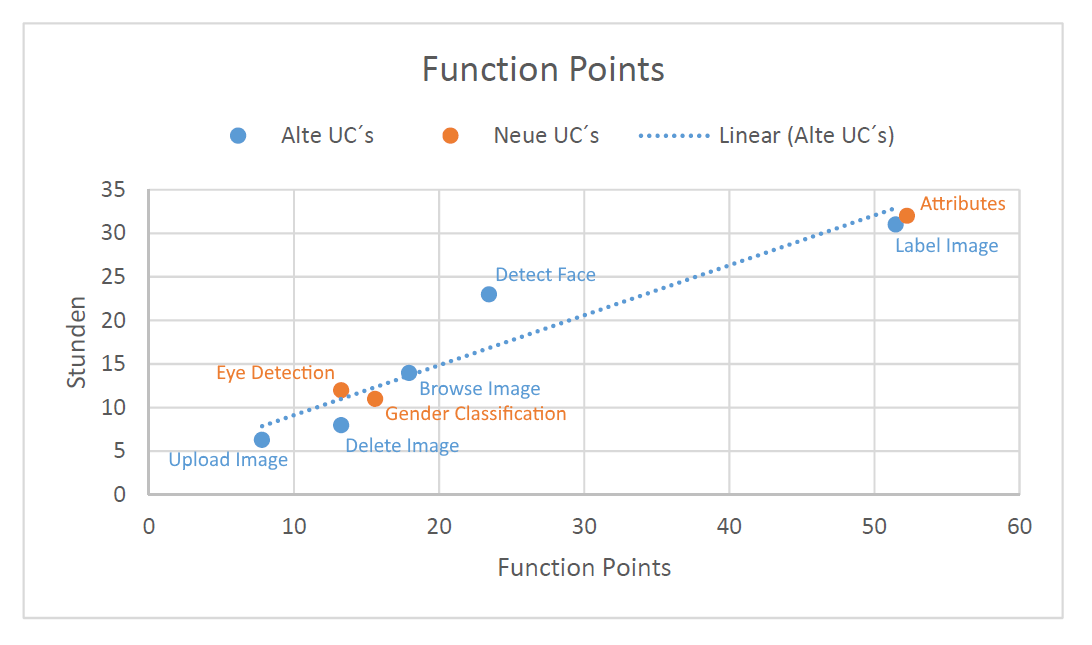 Function Points
Alte UC´s Neue UC´s Linear (Alte UC´s)
35
30
25
20
15
10
5
0
Stunden
Attributes
Label Image
Detect Face
Eye Detection
Browse Image
Gender Classification
Delete Image
Upload Image
0 10 20 30 40 50 60
Function Points